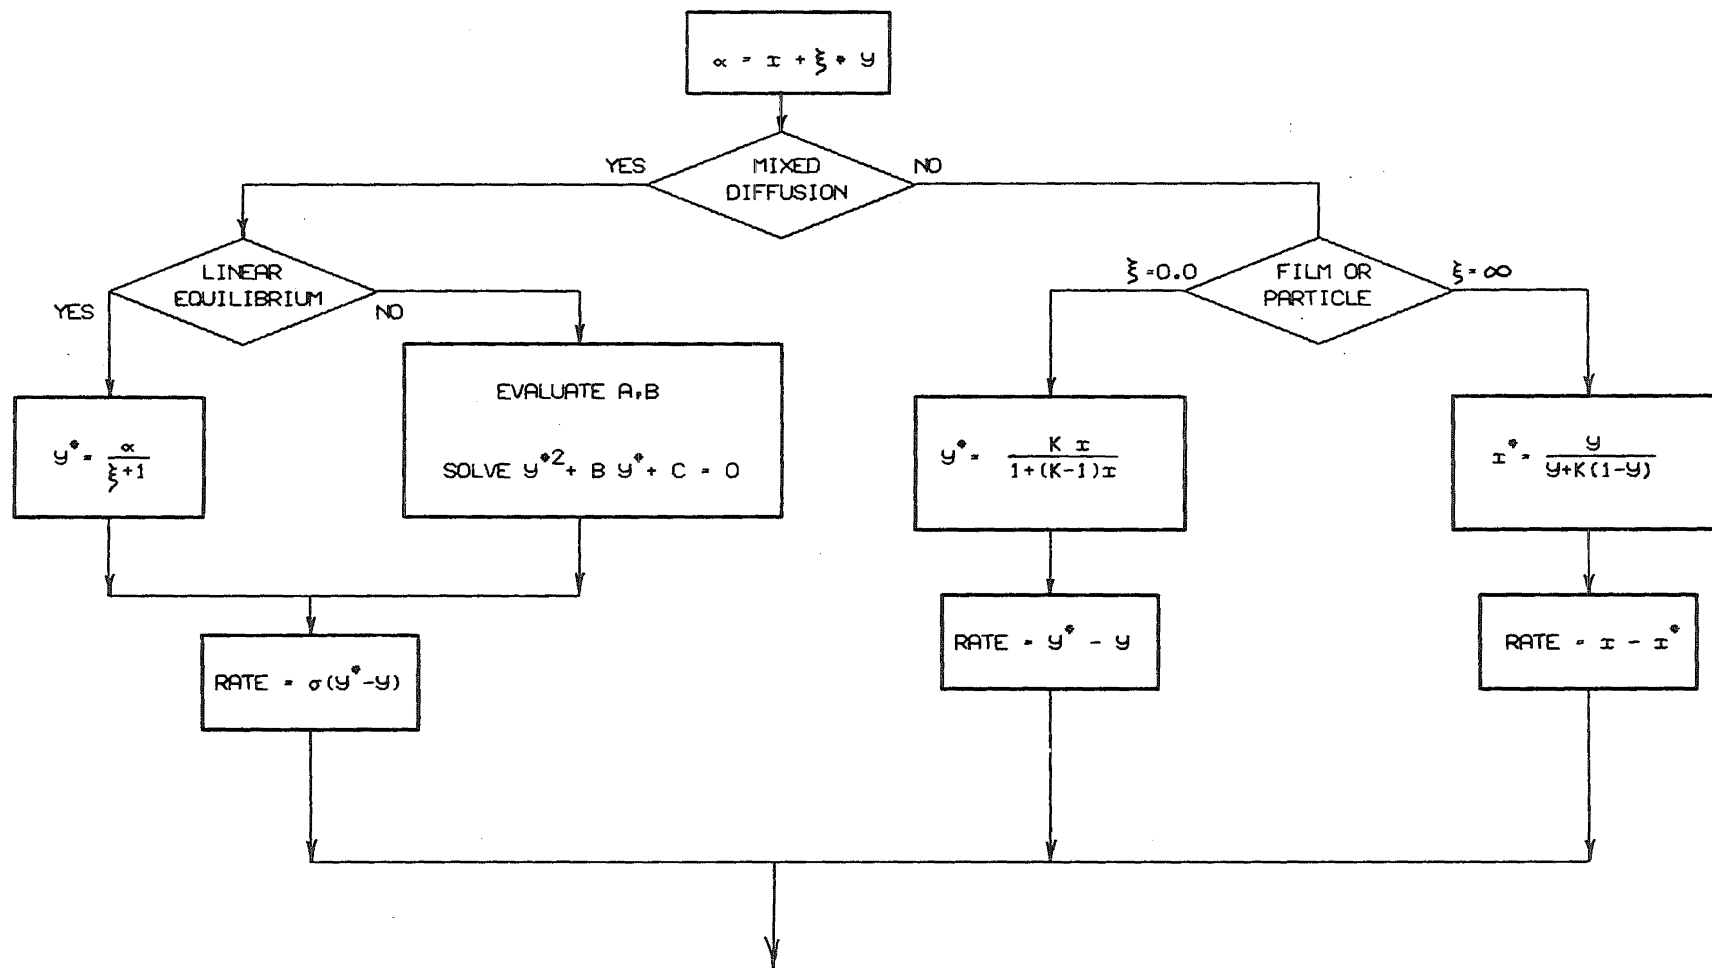 α = x + ξ * y
YES
MIXED
DIFFUSION
NO
LINEAR
EQUILIBRIUM
YES
NO
ξ=0.0
FILM OR
PARTICLE
ξ=∞
y* = α / ξ+1
EVALUATE A,B
SOLVE y*2 + B y* + C = 0
y* = K x / 1+(K-1)x
x* = y / y+K(1-y)
RATE = σ(y*-y)
RATE = y* - y
RATE = x - x*